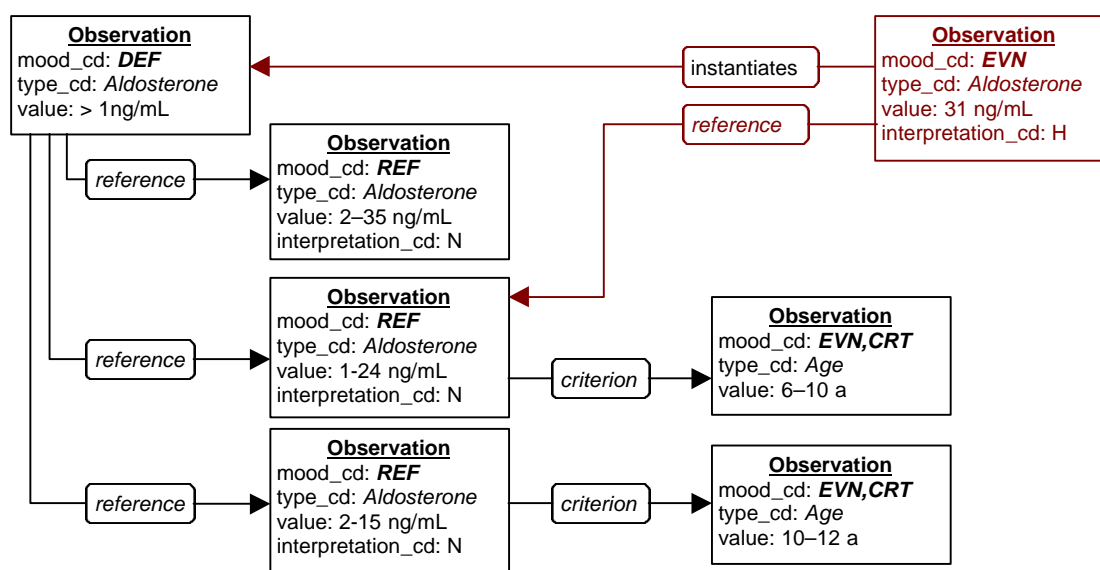 Observation
mood_cd: DEF
type_cd: Aldosterone
value: > 1ng/mL
instantiates
Observation
mood_cd: EVN
type_cd: Aldosterone
value: 31 ng/mL
interpretation_cd: H
reference
reference
Observation
mood_cd: REF
type_cd: Aldosterone
value: 2–35 ng/mL
interpretation_cd: N
reference
Observation
mood_cd: REF
type_cd: Aldosterone
value: 1-24 ng/mL
interpretation_cd: N
criterion
Observation
mood_cd: EVN,CRT
type_cd: Age
value: 6–10 a
reference
Observation
mood_cd: REF
type_cd: Aldosterone
value: 2-15 ng/mL
interpretation_cd: N
criterion
Observation
mood_cd: EVN,CRT
type_cd: Age
value: 10–12 a